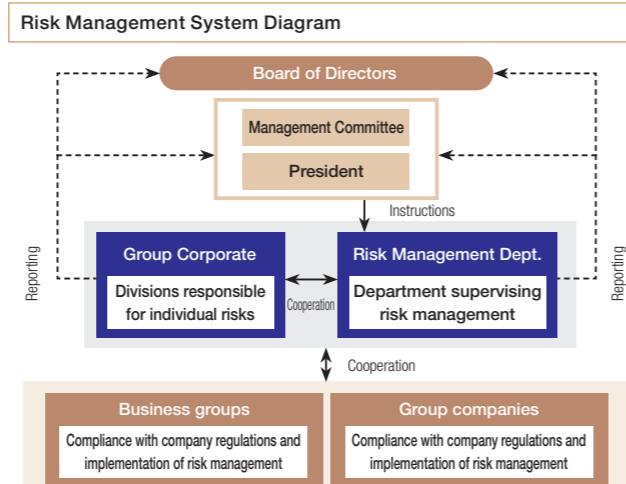 Risk Management System Diagram
Board of Directors
Management Committee
President
Instructions
Reporting
Group Corporate
Divisions responsible
for individual risks
Cooperation
Risk Management Dept.
Department supervising
risk management
Reporting
Cooperation
Business groups
Compliance with company regulations and
implementation of risk management
Group companies
Compliance with company regulations and
implementation of risk management